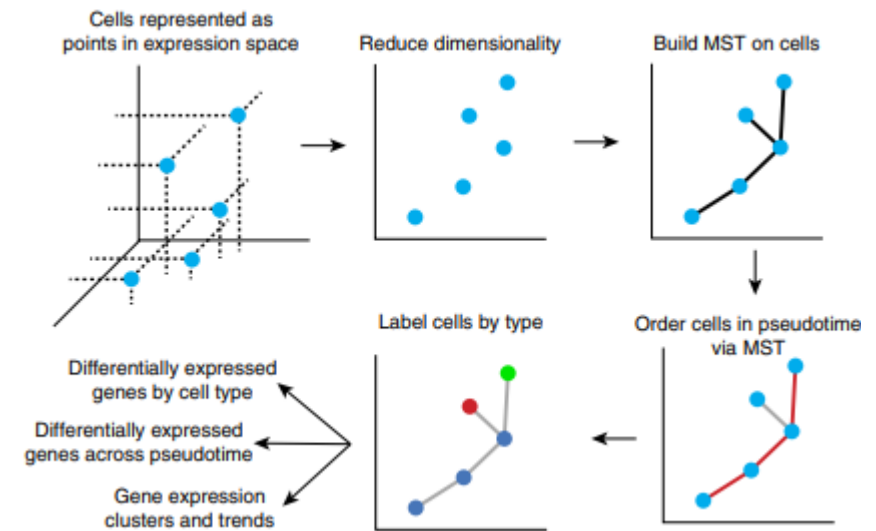 Cells represented as
points in expression space
Reduce dimensionality
Build MST on cells
Order cells in pseudotime
via MST
Label cells by type
Differentially expressed
genes by cell type
Differentially expressed
genes across pseudotime
Gene expression
clusters and trends